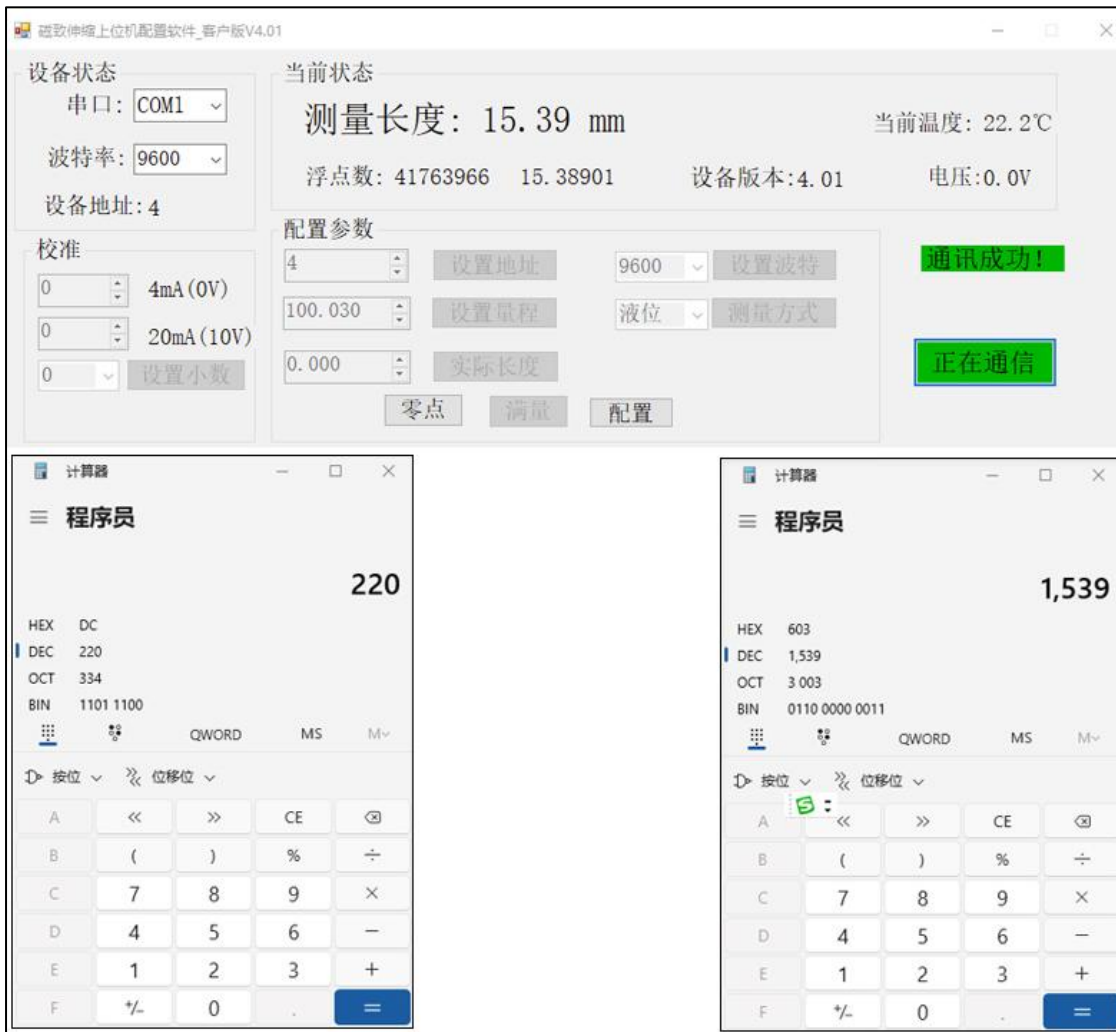 磁致伸缩上位机配置软件_客户版V4.01
设备状态
串口: COM1
波特率: 9600
设备地址:4
当前状态
测量长度: 15.39 mm
当前温度: 22.2℃
浮点数: 41763966 15.38901
设备版本:4.01
电压:0.0V
校准
0 4mA(0V)
0 20mA(10V)
0 设置小数
配置参数
4 设置地址 9600 设置波特
100.030 设置量程 液位 测量方式
0.000 实际长度
零点 满量 配置
通讯成功!
正在通信
计算器
程序员
220
HEX DC
DEC 220
OCT 334
BIN 1101 1100
QWORD MS M
按位 位移位
A << >> CE
B ( ) % ÷
C 7 8 9 ×
D 4 5 6 −
E 1 2 3 +
F +/− 0 . =
计算器
程序员
1,539
HEX 603
DEC 1,539
OCT 3 003
BIN 0110 0000 0011
QWORD MS M
按位 位移位
S :
A << >> CE
B ( ) % ÷
C 7 8 9 ×
D 4 5 6 −
E 1 2 3 +
F +/− 0 . =